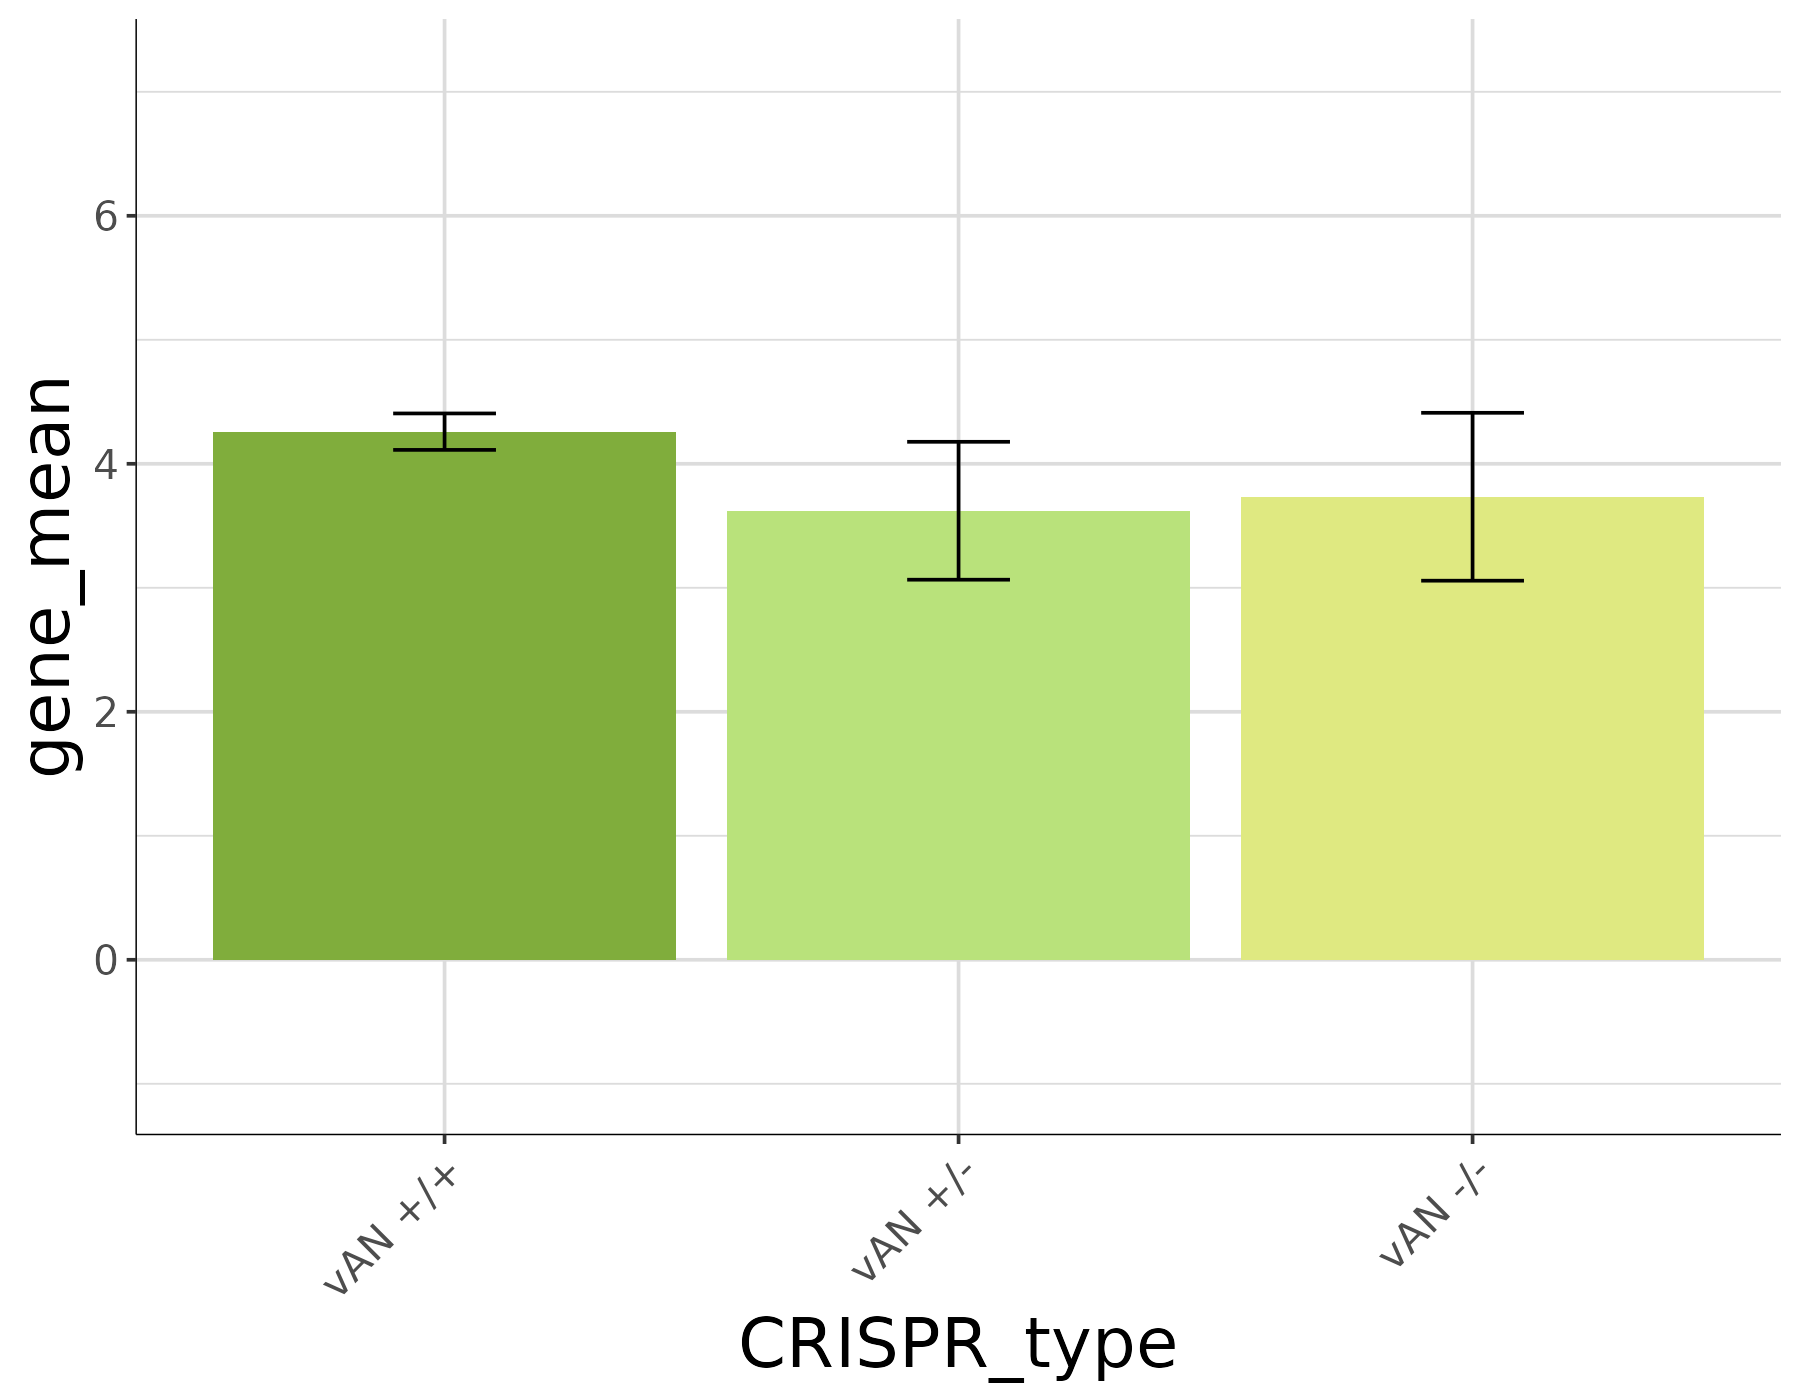 gene_mean
6
4
2
0
vAN +/+
vAN +/-
vAN -/-
CRISPR_type